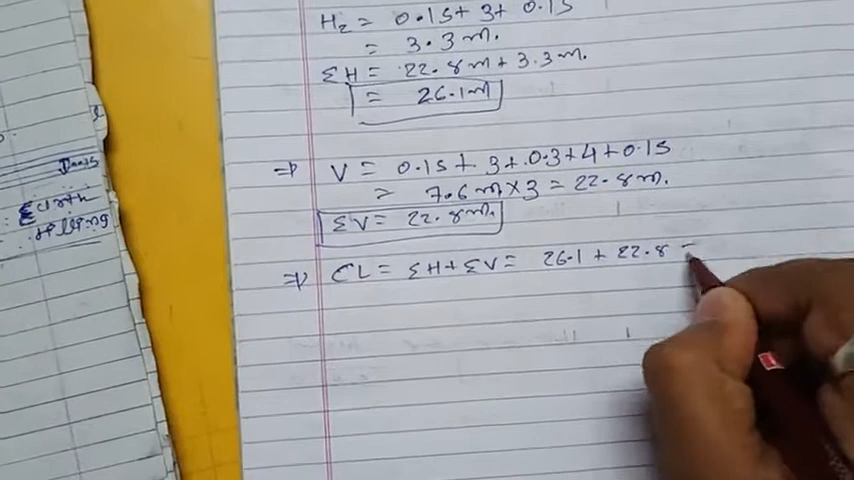 H2 = 0.15 + 3 + 0.15
= 3.3 m.
ΣH = 22.8 m + 3.3 m.
= 26.1 m
⇒ V = 0.15 + 3 + 0.3 + 4 + 0.15
= 7.6 m × 3 = 22.8 m.
ΣV = 22.8 m.
⇒ CL = ΣH + ΣV = 26.1 + 22.8 =
Earth
filling